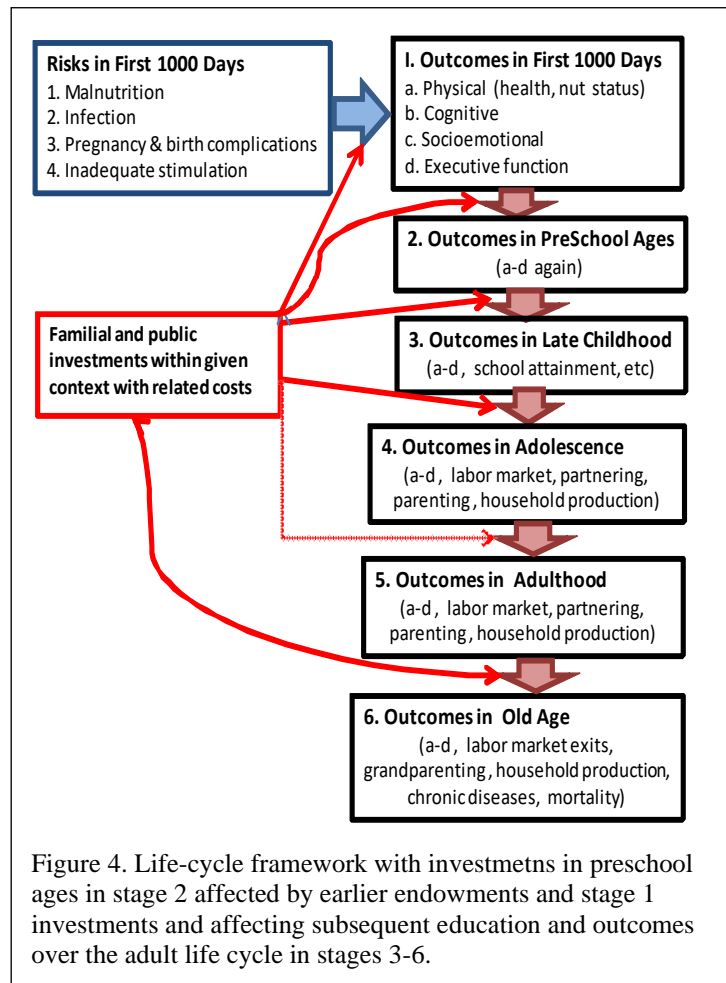 Risks in First 1000 Days
1. Malnutrition
2. Infection
3. Pregnancy & birth complications
4. Inadequate stimulation
I. Outcomes in First 1000 Days
a. Physical (health, nut status)
b. Cognitive
c. Socioemotional
d. Executive function
2. Outcomes in PreSchool Ages
(a-d again)
Familial and public
investments within given
context with related costs
3. Outcomes in Late Childhood
(a-d, school attainment, etc)
4. Outcomes in Adolescence
(a-d, labor market, partnering,
parenting, household production)
5. Outcomes in Adulthood
(a-d, labor market, partnering,
parenting, household production)
6. Outcomes in Old Age
(a-d, labor market exits,
grandparenting, household production,
chronic diseases, mortality)
Figure 4. Life-cycle framework with investmetns in preschool
ages in stage 2 affected by earlier endowments and stage 1
investments and affecting subsequent education and outcomes
over the adult life cycle in stages 3-6.